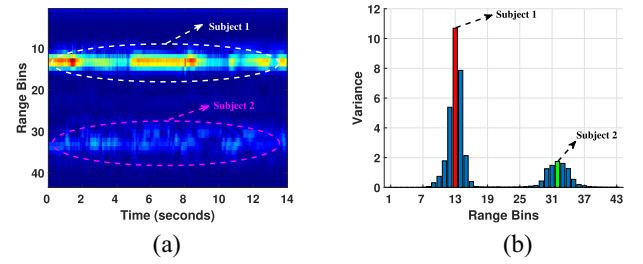 Subject 1
Subject 2
Range Bins
10
20
30
40
0 2 4 6 8 10 12 14
Time (seconds)
(a)
12
10
8
6
4
2
0
Variance
Subject 1
Subject 2
1 7 13 19 25 31 37 43
Range Bins
(b)